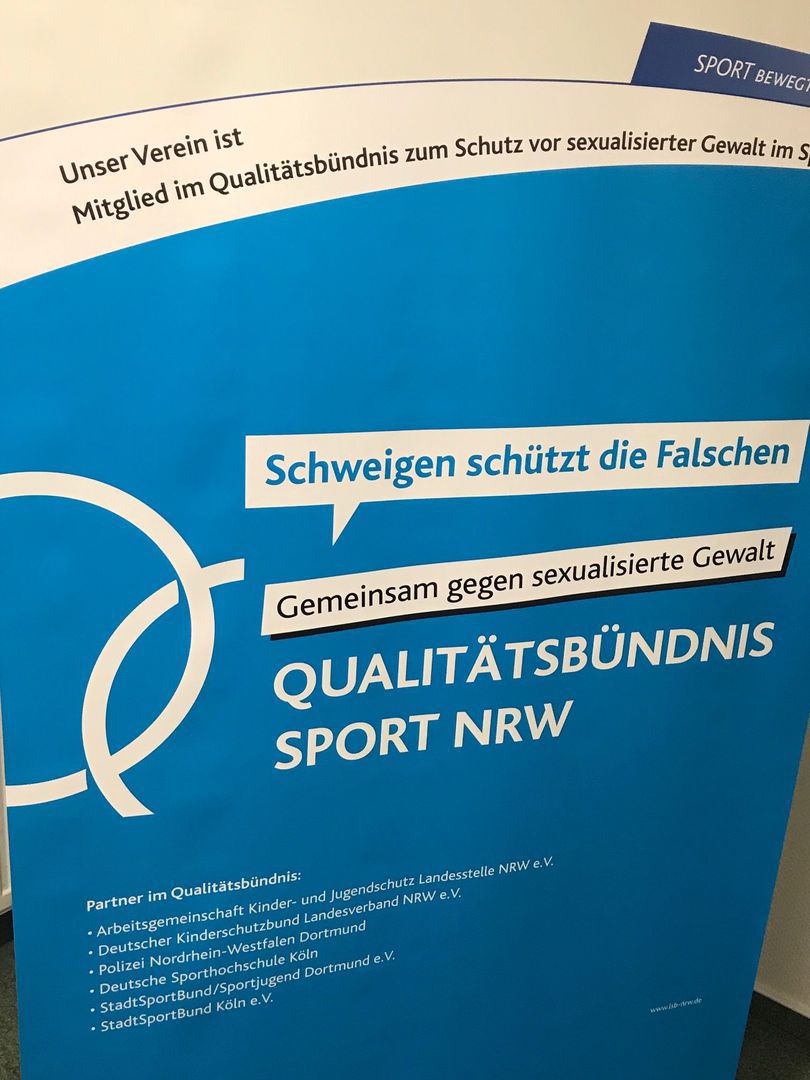 SPORT BEWEGT
Unser Verein ist
Mitglied im Qualitätsbündnis zum Schutz vor sexualisierter Gewalt im
Schweigen schützt die Falschen
Gemeinsam gegen sexualisierte Gewalt
QUALITÄTSBÜNDNIS
SPORT NRW
Partner im Qualitätsbündnis:
• Arbeitsgemeinschaft Kinder- und Jugendschutz Landesstelle NRW e.V.
• Deutscher Kinderschutzbund Landesverband NRW e.V.
• Polizei Nordrhein-Westfalen Dortmund
• Deutsche Sporthochschule Köln
• StadtSportBund/Sportjugend Dortmund e.V.
• StadtSportBund Köln e.V.
www.lsb-nrw.de